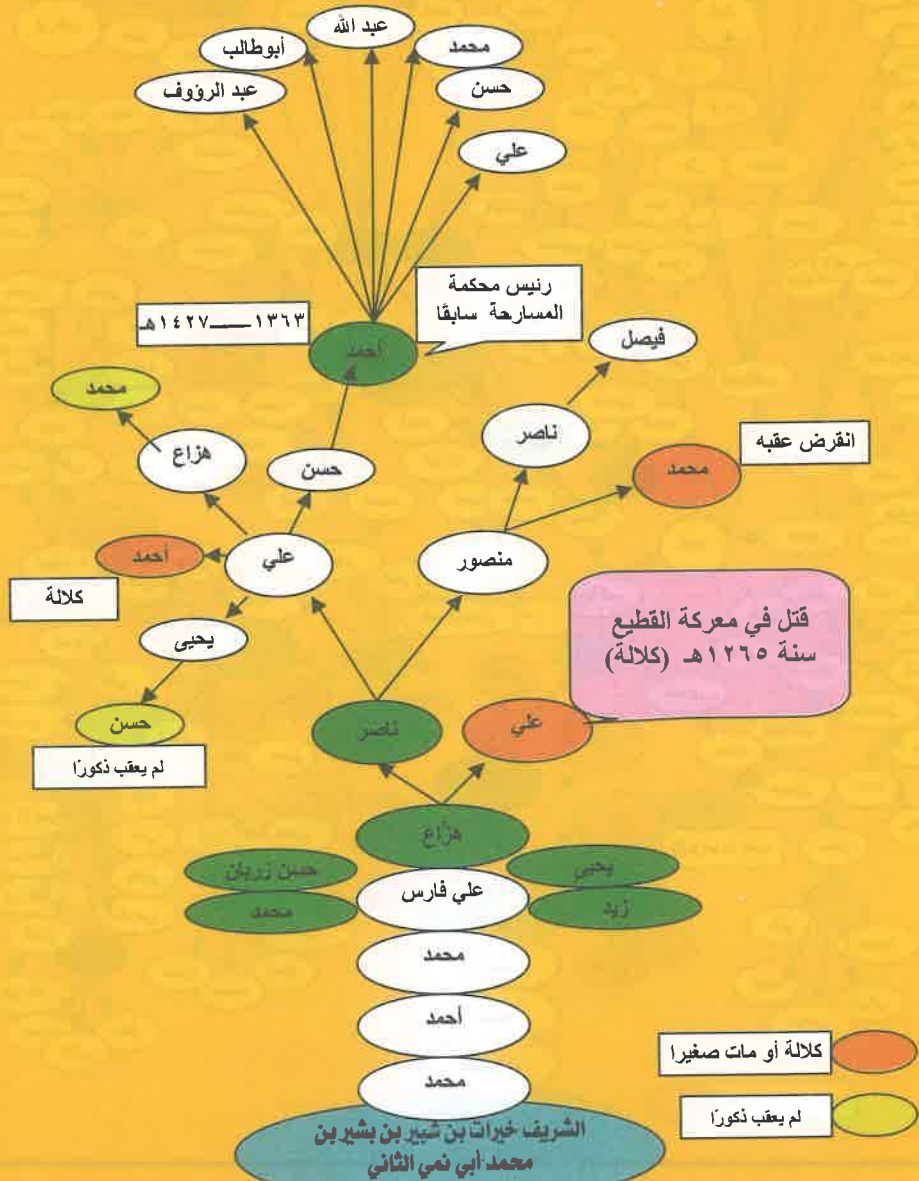 عبد الله
أبوطالب
محمد
عبد الرؤوف
حسن
علي
رئيس محكمة
المسارحة سابقًا
١٣٦٣ــــ١٤٢٧هـ
أحمد
فيصل
محمد
ناصر
هزاع
حسن
محمد
انقرض عقبه
أحمد
علي
منصور
كلالة
يحيى
قتل في معركة القطيع
سنة ١٢٦٥هـ (كلالة)
حسن
لم يعقب ذكورًا
ناصر
علي
هزاع
حسن زربان
يحيى
علي فارس
محمد
زيد
محمد
أحمد
محمد
كلالة أو مات صغيرا
لم يعقب ذكورًا
الشريف خيرات بن شبير بن بشير بن
محمد أبي نمي الثاني